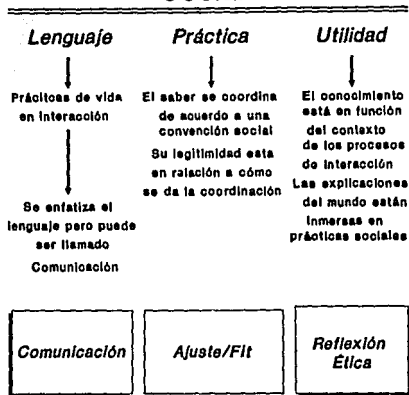 Lenguaje
Práctica
Utilidad
Prácitcas de vida
en interacción
Se enfatiza el
lenguaje pero puede
ser llamado
Comunicación
El saber se coordina
de acuerdo a una
convención social
Su legitimidad esta
en relación a cómo
se da la coordinación
El conocimiento
está en función
del contexto
de los procesos
de interacción
Las explicaciones
del mundo están
inmersas en
prácticas sociales
Comunicación
Ajuste/Fit
Reflexión
Ética